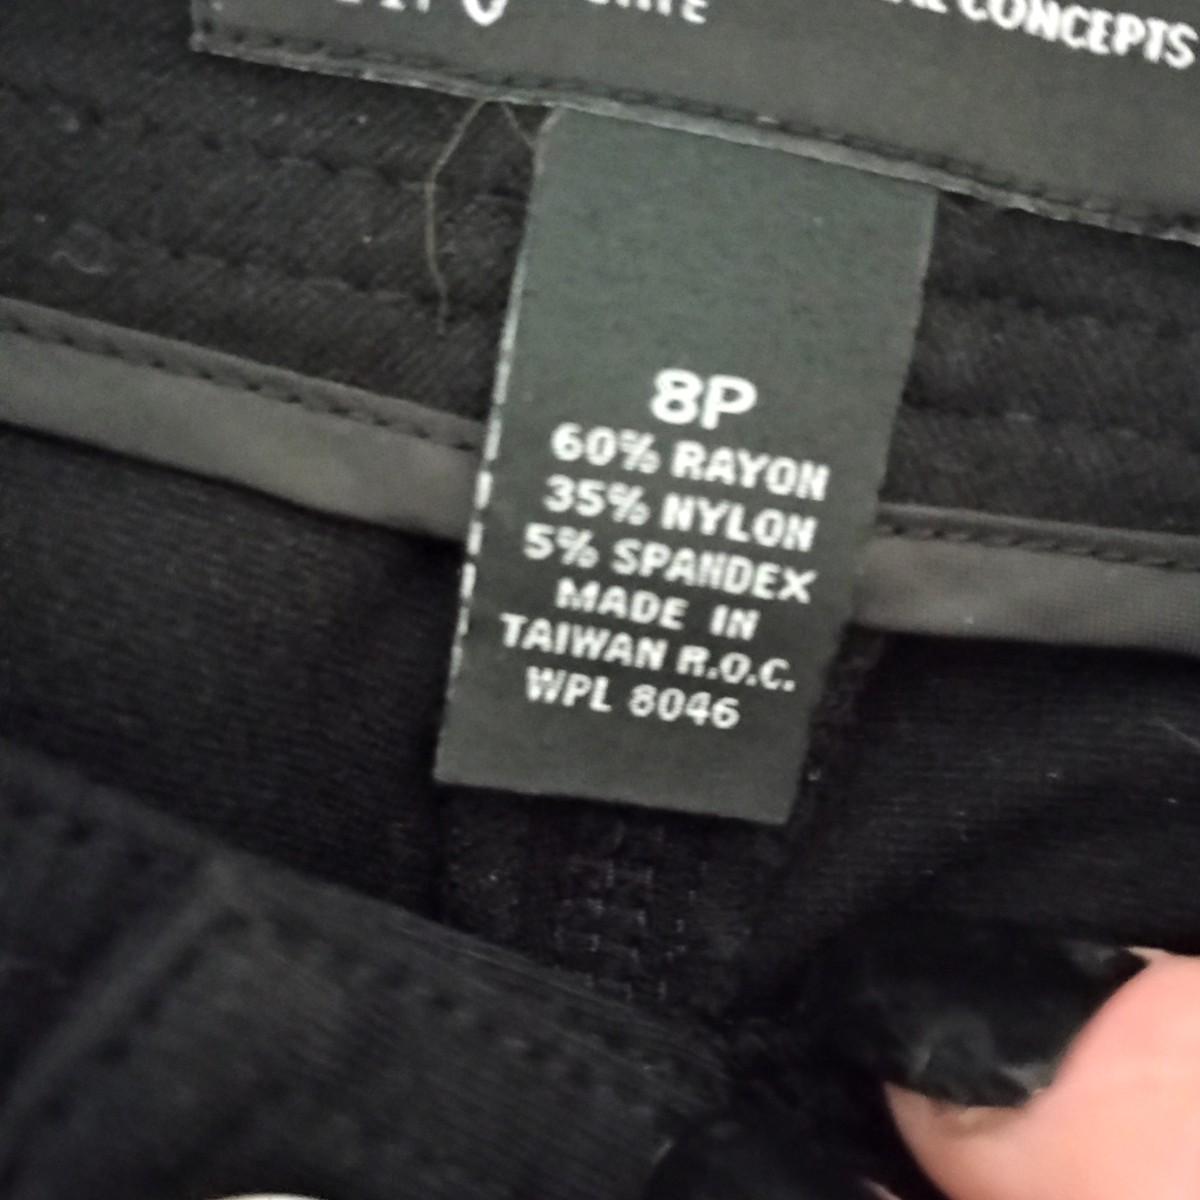 CONCEPTS
8P
60% RAYON
35% NYLON
5% SPANDEX
MADE IN
TAIWAN R.O.C.
WPL 8046